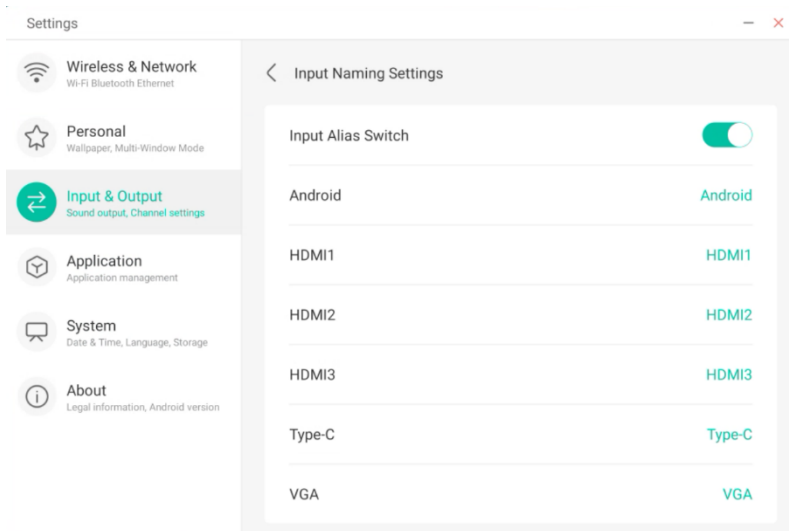 Settings
Wireless & Network
Wi-Fi Bluetooth Ethernet
Personal
Wallpaper, Multi-Window Mode
Input & Output
Sound output, Channel settings
Application
Application management
System
Date & Time, Language, Storage
About
Legal information, Android version
Input Naming Settings
Input Alias Switch
Android Android
HDMI1 HDMI1
HDMI2 HDMI2
HDMI3 HDMI3
Type-C Type-C
VGA VGA